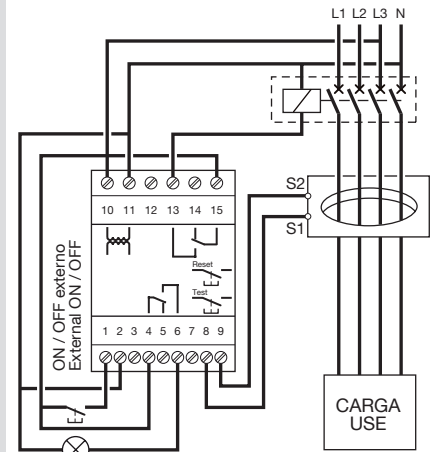 L1 L2 L3 N
S2
S1
10 11 12 13 14 15
Reset
Test
ON / OFF externo
External ON / OFF
1 2 3 4 5 6 7 8 9
CARGA
USE